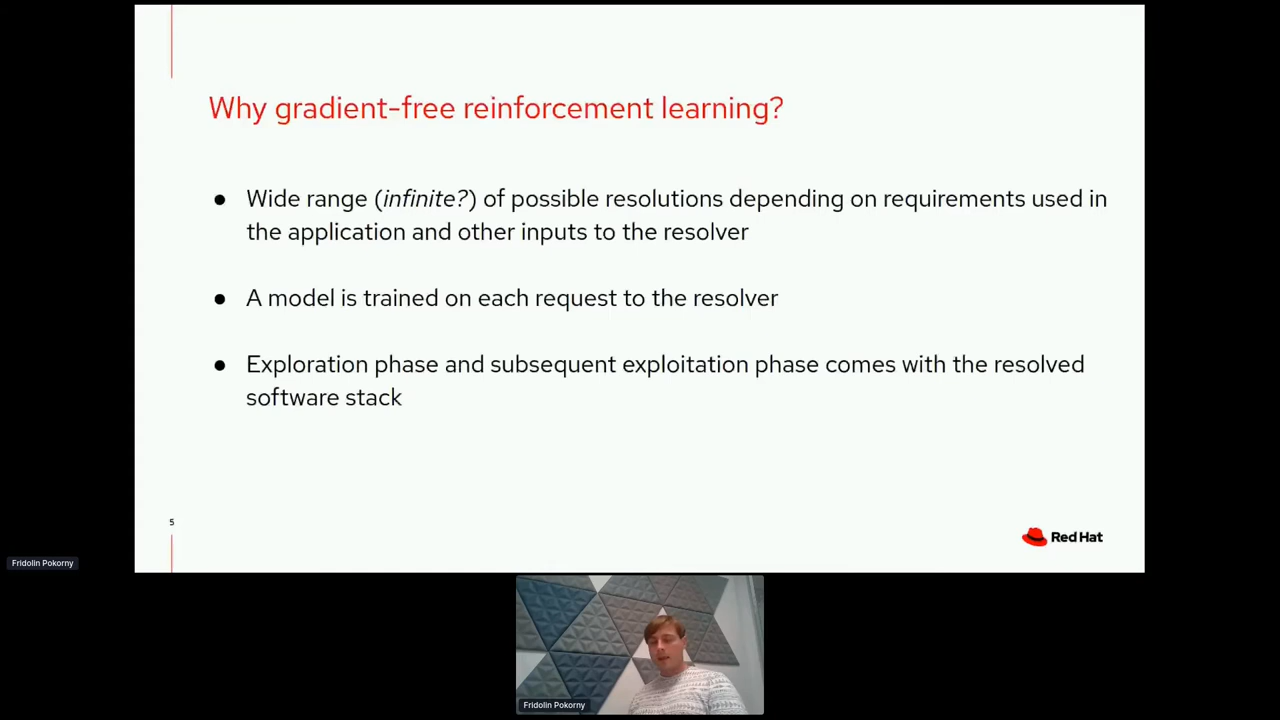 Why gradient-free reinforcement learning?
● Wide range (infinite?) of possible resolutions depending on requirements used in
the application and other inputs to the resolver
● A model is trained on each request to the resolver
● Exploration phase and subsequent exploitation phase comes with the resolved
software stack
5
Red Hat
Fridolin Pokorny
Fridolin Pokorny